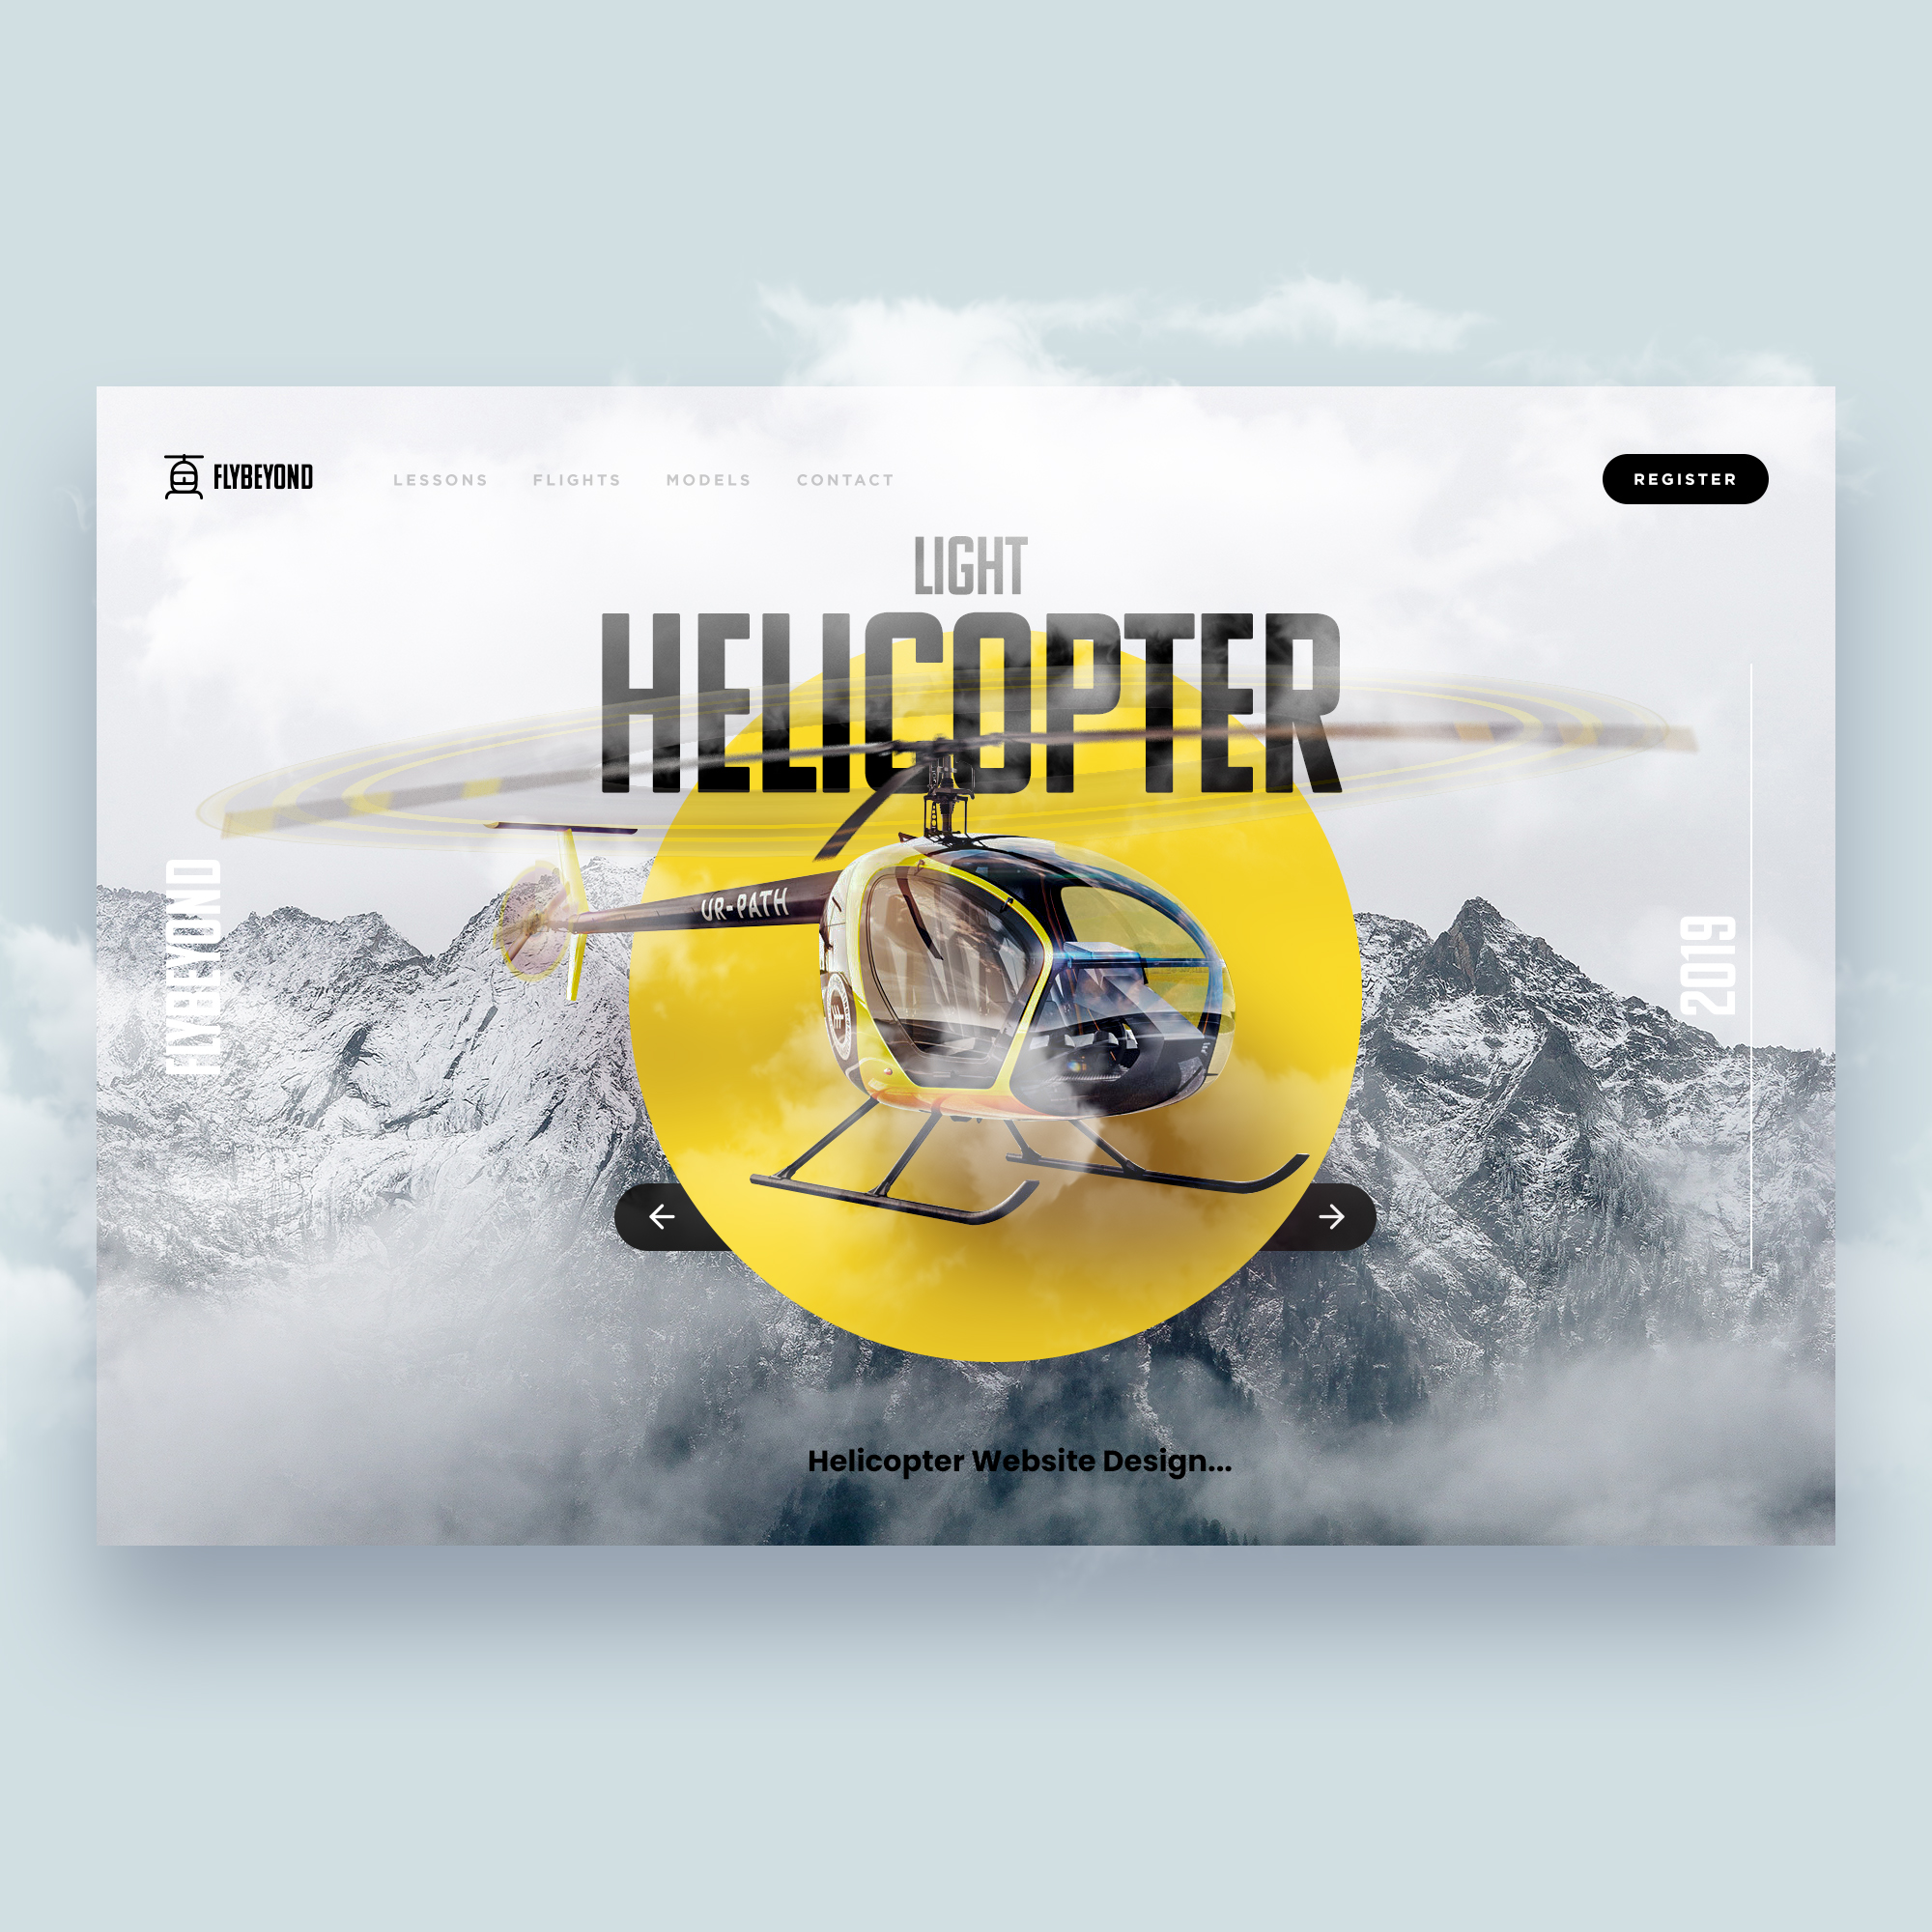 FLYBEYOND
LESSONS FLIGHTS MODELS CONTACT
REGISTER
LIGHT
HELICOPTER
UR-PATH
FLYBEYOND
2019
Helicopter Website Design...